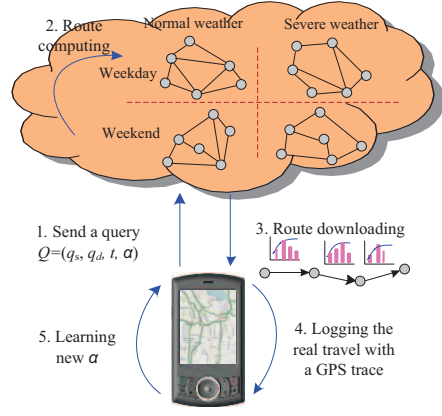 Normal weather
Severe weather
2. Route
computing
Weekday
Weekend
1. Send a query
Q=(qs, qd, t, α)
3. Route downloading
5. Learning
new α
4. Logging the
real travel with
a GPS trace